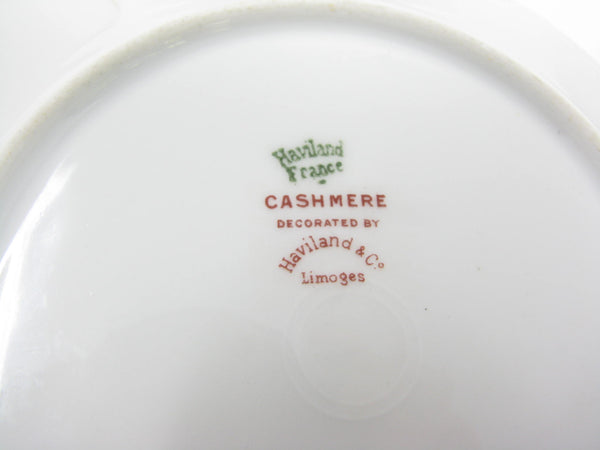 Haviland
France
CASHMERE
DECORATED BY
Haviland & Co
Limoges